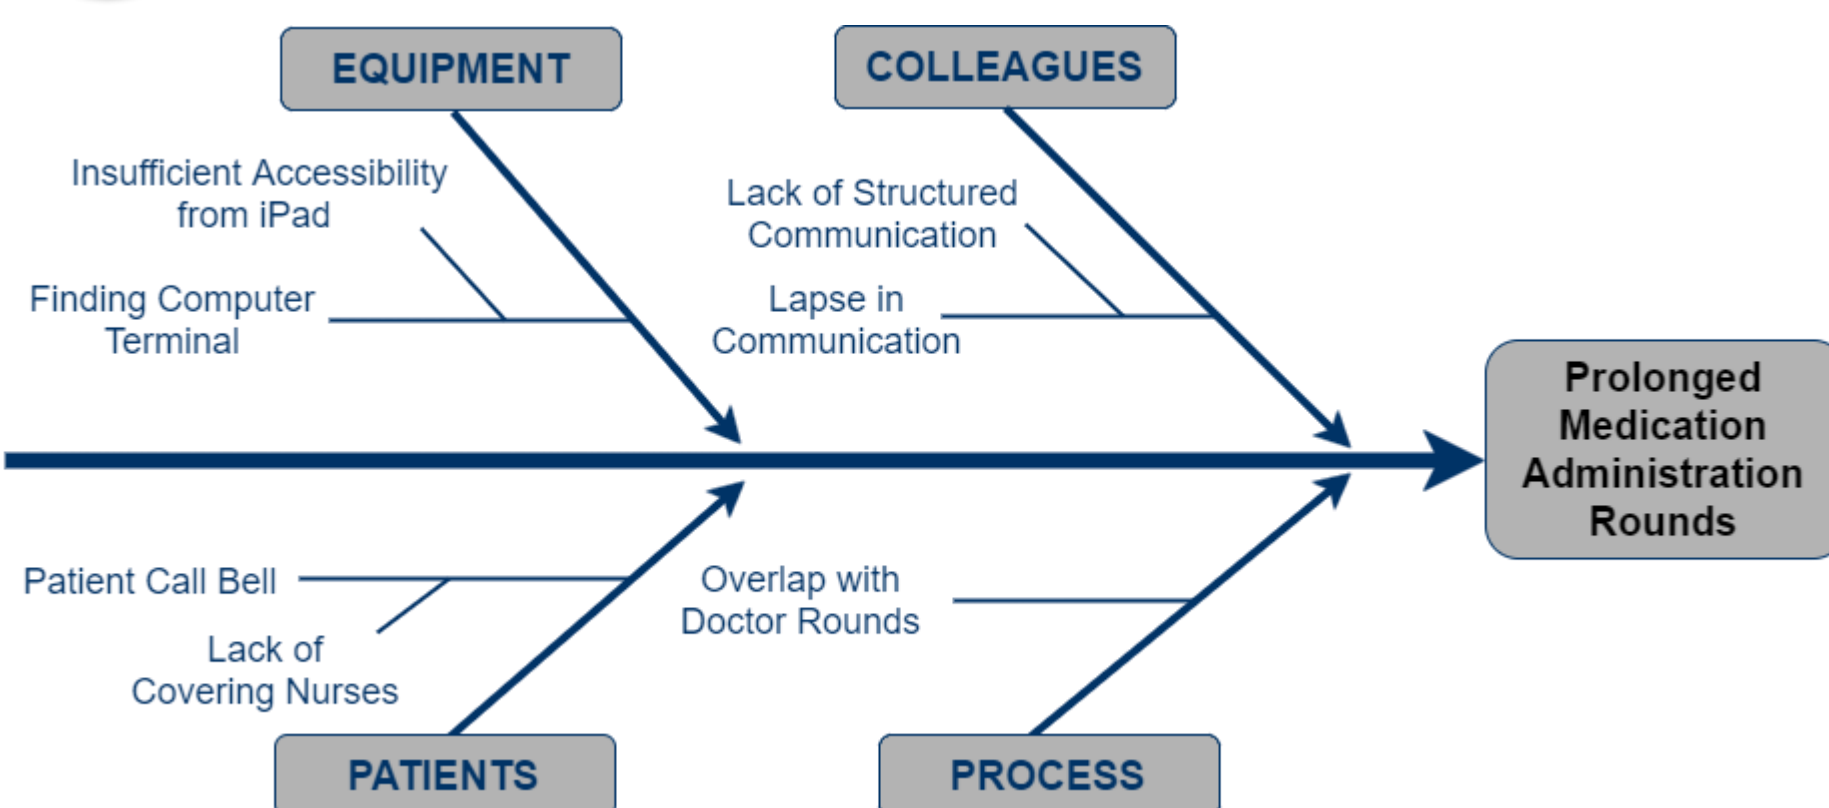 EQUIPMENT
COLLEAGUES
Insufficient Accessibility
from iPad
Lack of Structured
Communication
Finding Computer
Terminal
Lapse in
Communication
Prolonged
Medication
Administration
Rounds
Patient Call Bell
Lack of
Covering Nurses
Overlap with
Doctor Rounds
PATIENTS
PROCESS